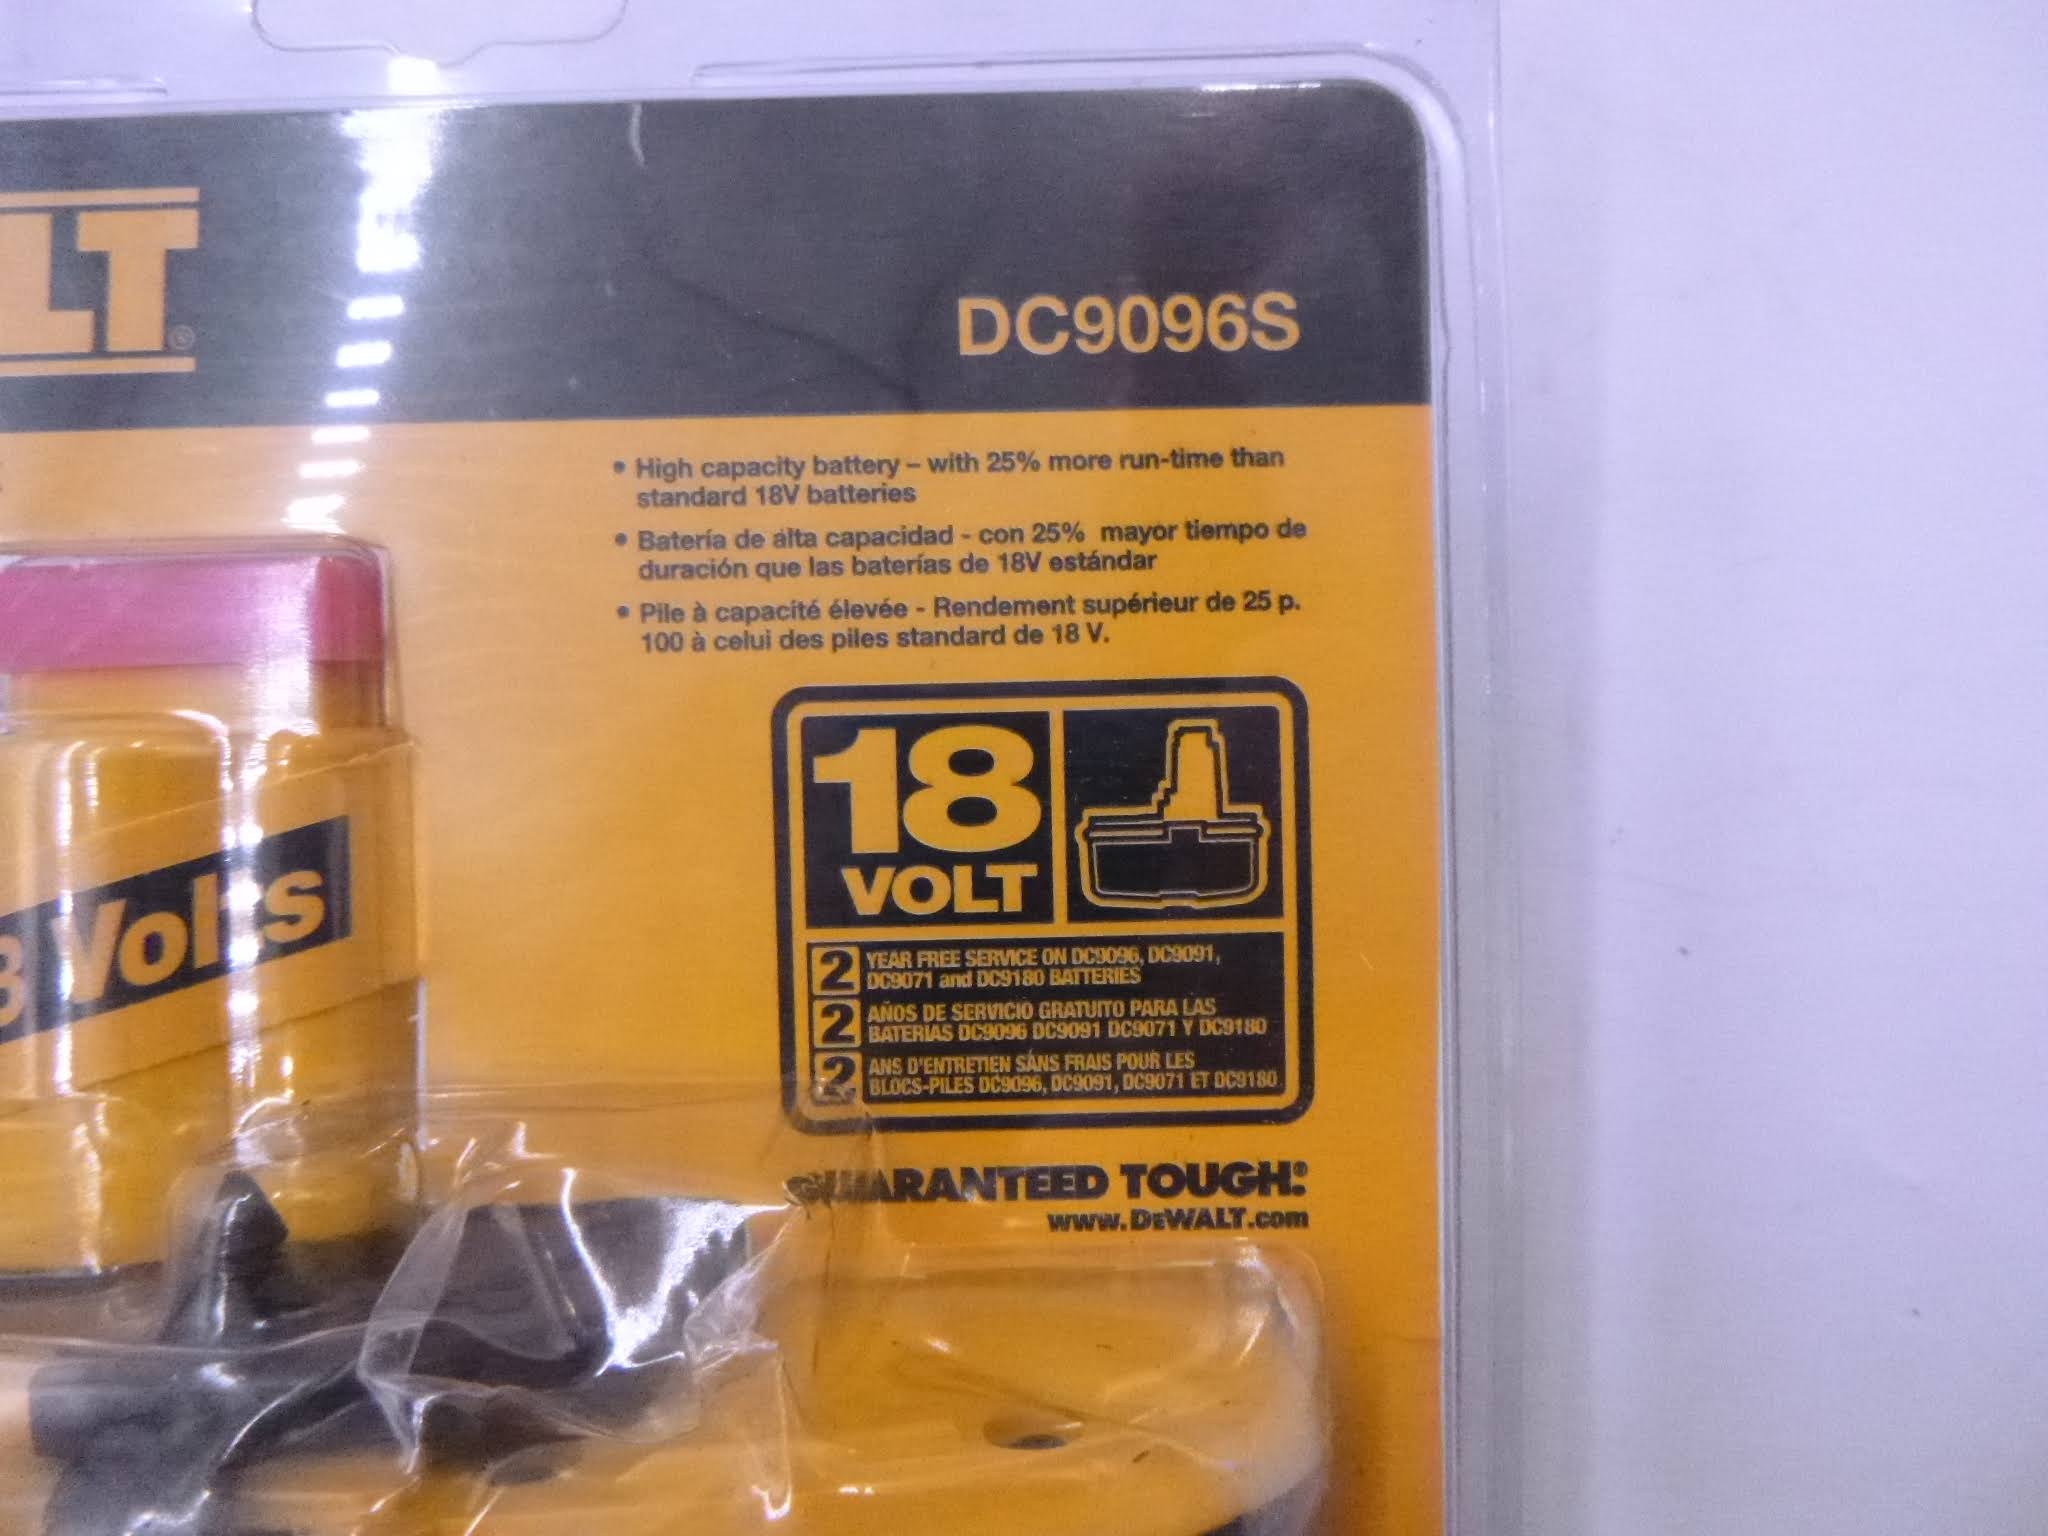 LT®
DC9096S
• High capacity battery – with 25% more run-time than
standard 18V batteries
• Batería de alta capacidad - con 25% mayor tiempo de
duración que las baterías de 18V estándar
• Pile à capacité élevée - Rendement supérieur de 25 p.
100 à celui des piles standard de 18 V.
18
VOLT
8 Volts
2 YEAR FREE SERVICE ON DC9096, DC9091,
DC9071 and DC9180 BATTERIES
2 AÑOS DE SERVICIO GRATUITO PARA LAS
BATERIAS DC9096 DC9091 DC9071 Y DC9180
2 ANS D'ENTRETIEN SANS FRAIS POUR LES
BLOCS-PILES DC9096, DC9091, DC9071 ET DC9180
GUARANTEED TOUGH.®
www.DEWALT.com